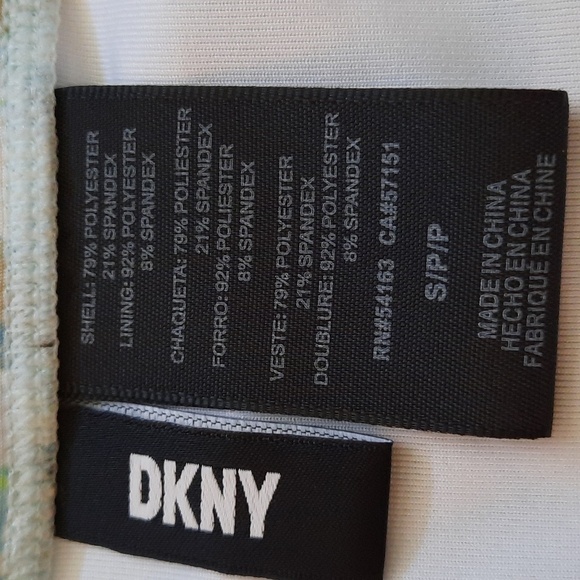 SHELL: 79% POLYESTER
21% SPANDEX
LINING: 92% POLYESTER
8% SPANDEX
CHAQUETA: 79% POLIESTER
21% SPANDEX
FORRO: 92% POLIESTER
8% SPANDEX
VESTE: 79% POLYESTER
21% SPANDEX
DOUBLURE: 92% POLYESTER
8% SPANDEX
RN#54163 CA#57151
S/P/P
MADE IN CHINA
HECHO EN CHINA
FABRIQUÉ EN CHINE
DKNY